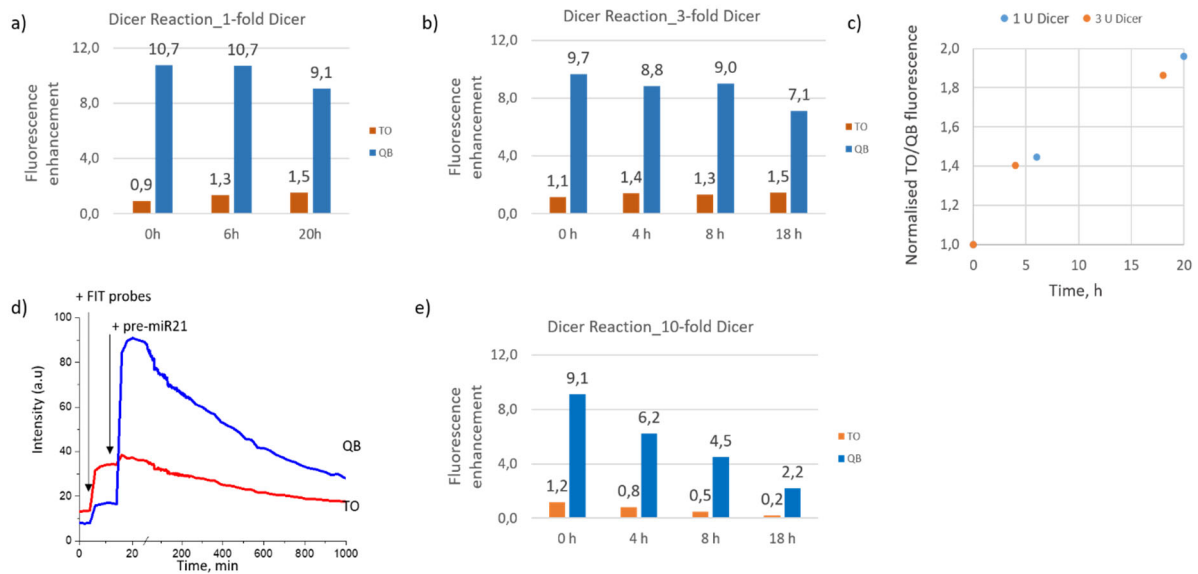 a)
Dicer Reaction_1-fold Dicer
Fluorescence
enhancement
12,0
8,0
4,0
0,0
10,7
10,7
9,1
0,9
1,3
1,5
0h
6h
20h
TO
QB
b)
Dicer Reaction_3-fold Dicer
Fluorescence
enhancement
12,0
8,0
4,0
0,0
9,7
8,8
9,0
7,1
1,1
1,4
1,3
1,5
0 h
4 h
8 h
18 h
TO
QB
c)
1 U Dicer
3 U Dicer
Normalised TO/QB fluorescence
2,0
1,8
1,6
1,4
1,2
1,0
0
5
10
15
20
Time, h
d)
+ FIT probes
+ pre-miR21
Intensity (a.u)
100
80
60
40
20
0
QB
TO
0
20
200
400
600
800
1000
Time, min
e)
Dicer Reaction_10-fold Dicer
Fluorescence
enhancement
12,0
8,0
4,0
0,0
9,1
6,2
4,5
2,2
1,2
0,8
0,5
0,2
0 h
4 h
8 h
18 h
TO
QB